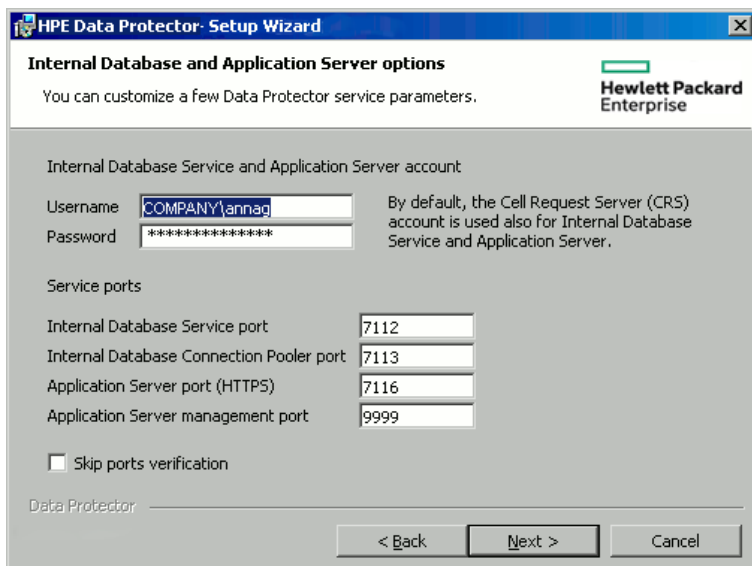 HPE Data Protector- Setup Wizard
Internal Database and Application Server options
You can customize a few Data Protector service parameters.
Hewlett Packard
Enterprise
Internal Database Service and Application Server account
Username COMPANY\annag
Password **************
By default, the Cell Request Server (CRS)
account is used also for Internal Database
Service and Application Server.
Service ports
Internal Database Service port 7112
Internal Database Connection Pooler port 7113
Application Server port (HTTPS) 7116
Application Server management port 9999
Skip ports verification
Data Protector
< Back Next > Cancel